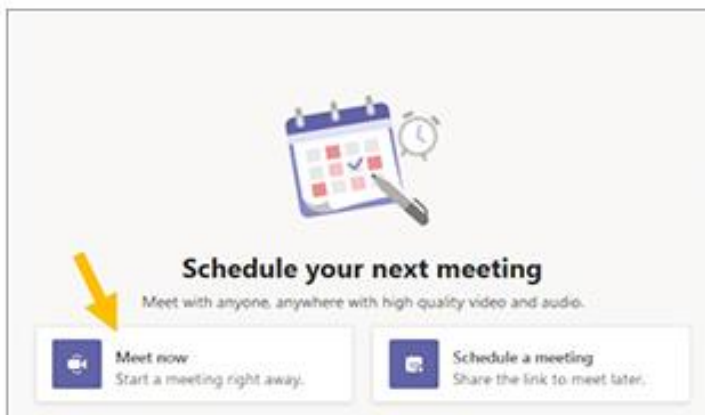 Schedule your next meeting
Meet with anyone, anywhere with high quality video and audio.
Meet now
Start a meeting right away.
Schedule a meeting
Share the link to meet later.